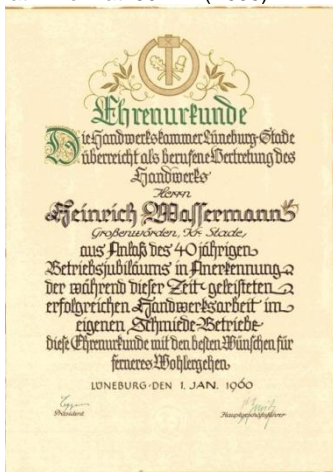 Ehrenurkunde
Die Handwerkskammer Lüneburg-Stade
überreicht als berufene Vertretung des
Handwerks
Herrn
Heinrich Wassermann
Großenwörden, Kr. Stade,
aus Anlaß des 40jährigen
Betriebsjubiläums in Anerkennung
der während dieser Zeit geleisteten
erfolgreichen Handwerksarbeit im
eigenen Schmiede-Betriebe
diese Ehrenurkunde mit den besten Wünschen für
ferneres Wohlergehen.
LÜNEBURG · DEN 1. JAN. 1960
Präsident
Hauptgeschäftsführer